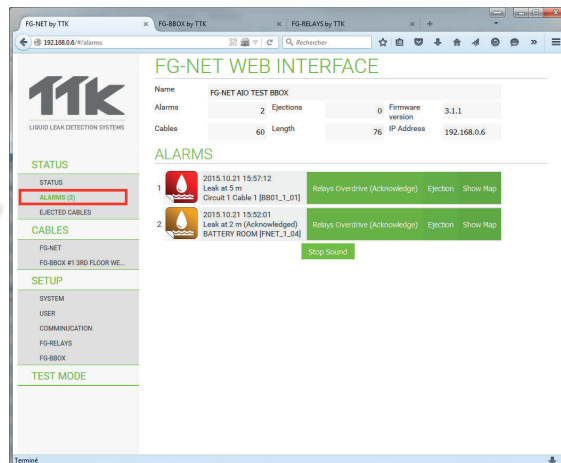 FG-NET by TTK
FG-BBOX by TTK
FG-RELAYS by TTK
192.168.0.6/#/alarms
Rechercher
TTK
LIQUID LEAK DETECTION SYSTEMS
FG-NET WEB INTERFACE
Name FG-NET AIO TEST BBOX
Alarms 2 Ejections 0 Firmware version 3.1.1
Cables 60 Length 76 IP Address 192.168.0.6
STATUS
STATUS
ALARMS (2)
EJECTED CABLES
CABLES
FG-NET
FG-BBOX #1 3RD FLOOR WE...
SETUP
SYSTEM
USER
COMMINUCATION
FG-RELAYS
FG-BBOX
TEST MODE
ALARMS
1
2015.10.21 15:57:12
Leak at 5 m
Circuit 1 Cable 1 [BB01_1_01]
Relays Overdrive (Acknowledge) Ejection Show Map
2
2015.10.21 15:52:01
Leak at 2 m (Acknowledged)
BATTERY ROOM [FNET_1_04]
Relays Overdrive (Acknowledge) Ejection Show Map
Stop Sound
Terminé